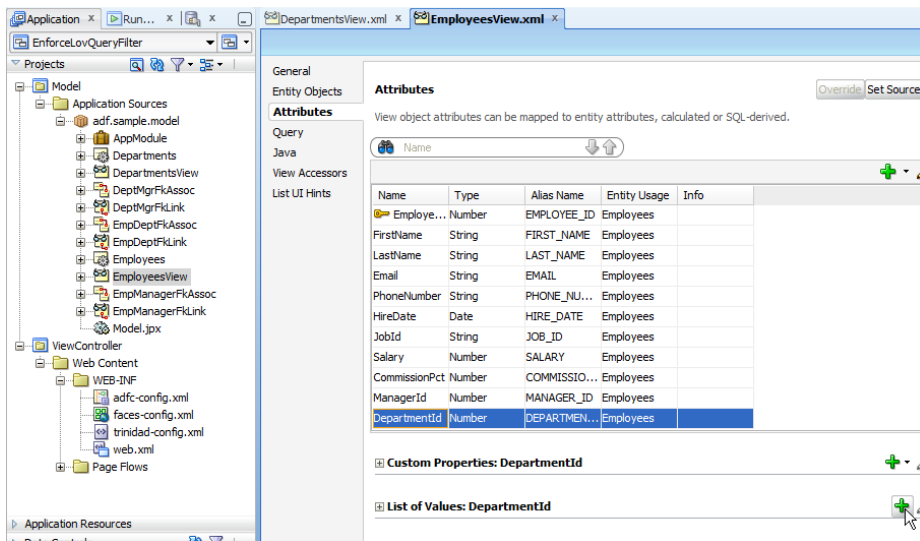 Application x Run... x x
EnforceLovQueryFilter
Projects
Model
Application Sources
adf.sample.model
AppModule
Departments
DepartmentsView
DeptMgrFkAssoc
DeptMgrFkLink
EmpDeptFkAssoc
EmpDeptFkLink
Employees
EmployeesView
EmpManagerFkAssoc
EmpManagerFkLink
Model.jpx
ViewController
Web Content
WEB-INF
adfc-config.xml
faces-config.xml
trinidad-config.xml
web.xml
Page Flows
Application Resources
DepartmentsView.xml x EmployeesView.xml x
General
Entity Objects
Attributes
Query
Java
View Accessors
List UI Hints
Attributes Override Set Source
View object attributes can be mapped to entity attributes, calculated or SQL-derived.
Name
Name Type Alias Name Entity Usage Info
Employe... Number EMPLOYEE_ID Employees
FirstName String FIRST_NAME Employees
LastName String LAST_NAME Employees
Email String EMAIL Employees
PhoneNumber String PHONE_NU... Employees
HireDate Date HIRE_DATE Employees
JobId String JOB_ID Employees
Salary Number SALARY Employees
CommissionPct Number COMMISSIO... Employees
ManagerId Number MANAGER_ID Employees
DepartmentId Number DEPARTMEN... Employees
Custom Properties: DepartmentId
List of Values: DepartmentId